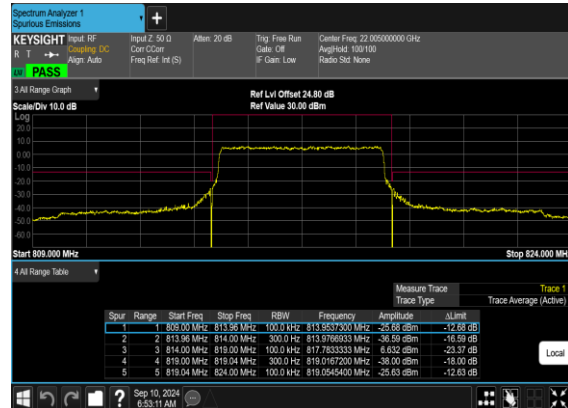 Spectrum Analyzer 1
Spurious Emissions
+
KEYSIGHT Input: RF Input Z: 50 Ω Atten: 20 dB Trig: Free Run Center Freq: 22.005000000 GHz
R T Coupling: DC Corr CCorr Gate: Off Avg|Hold: 100/100
Align: Auto Freq Ref: Int (S) IF Gain: Low Radio Std: None
PASS
3 All Range Graph Ref Lvl Offset 24.80 dB
Scale/Div 10.0 dB Ref Value 30.00 dBm
Log
20.0
10.0
0.00
-10.0
-20.0
-30.0
-40.0
-50.0
-60.0
Start 809.000 MHz Stop 824.000 MH
4 All Range Table
Measure Trace Trace 1
Trace Type Trace Average (Active)
Spur Range Start Freq Stop Freq RBW Frequency Amplitude ΔLimit
1 1 809.00 MHz 813.96 MHz 100.0 kHz 813.9537300 MHz -25.68 dBm -12.68 dB
2 2 813.96 MHz 814.00 MHz 300.0 Hz 813.9766933 MHz -36.59 dBm -16.59 dB
3 3 814.00 MHz 819.00 MHz 100.0 kHz 817.7833333 MHz 6.632 dBm -23.37 dB
4 4 819.00 MHz 819.04 MHz 300.0 Hz 819.0167200 MHz -38.00 dBm -18.00 dB
5 5 819.04 MHz 824.00 MHz 100.0 kHz 819.0545400 MHz -25.63 dBm -12.63 dB
Local
? Sep 10, 2024
6:53:11 AM